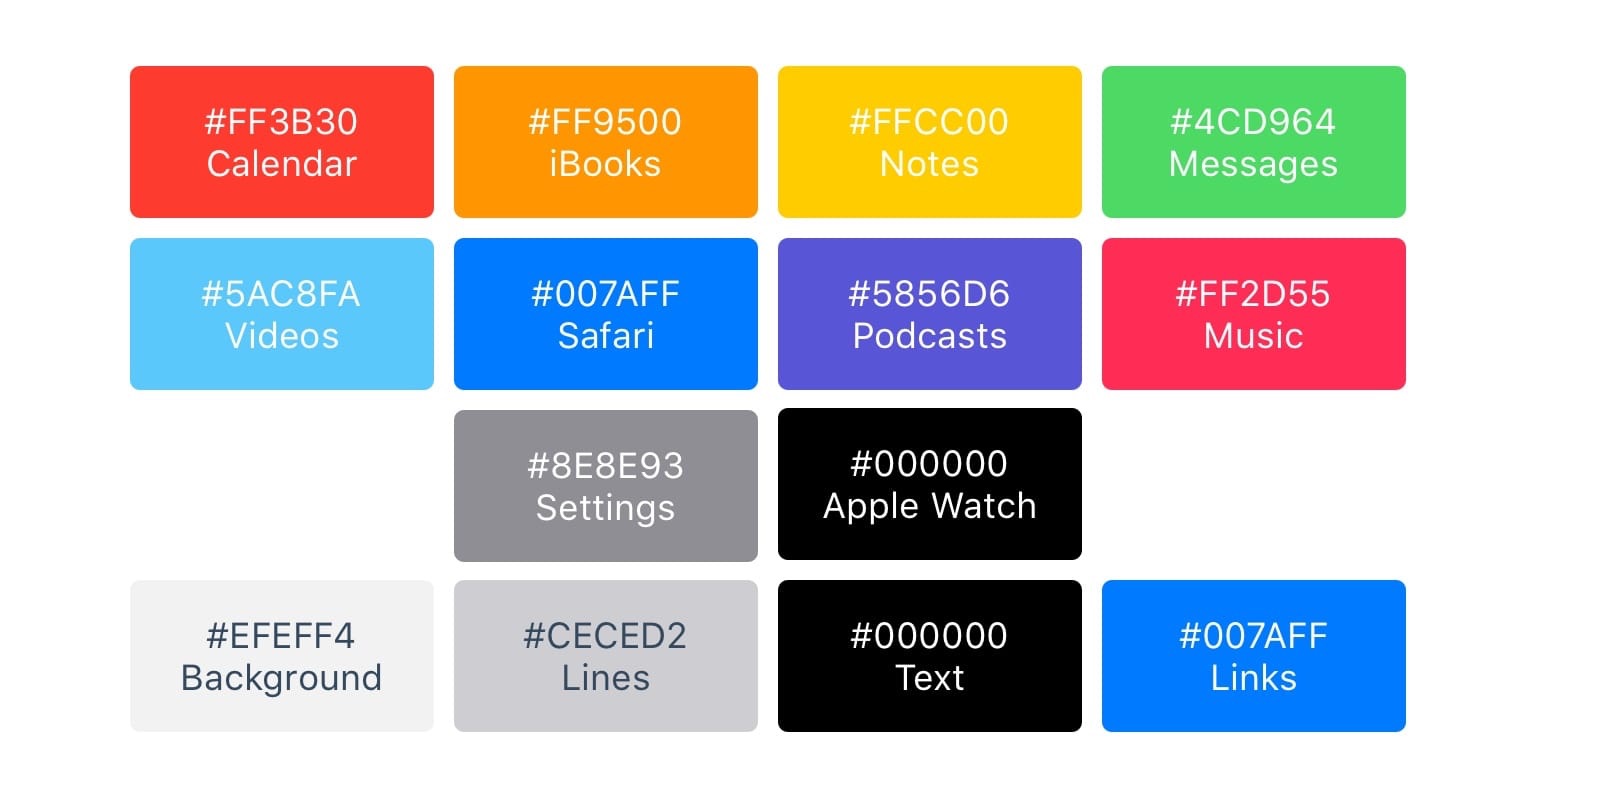 #FF3B30
Calendar
#FF9500
iBooks
#FFCC00
Notes
#4CD964
Messages
#5AC8FA
Videos
#007AFF
Safari
#5856D6
Podcasts
#FF2D55
Music
#8E8E93
Settings
#000000
Apple Watch
#EFEFF4
Background
#CECED2
Lines
#000000
Text
#007AFF
Links